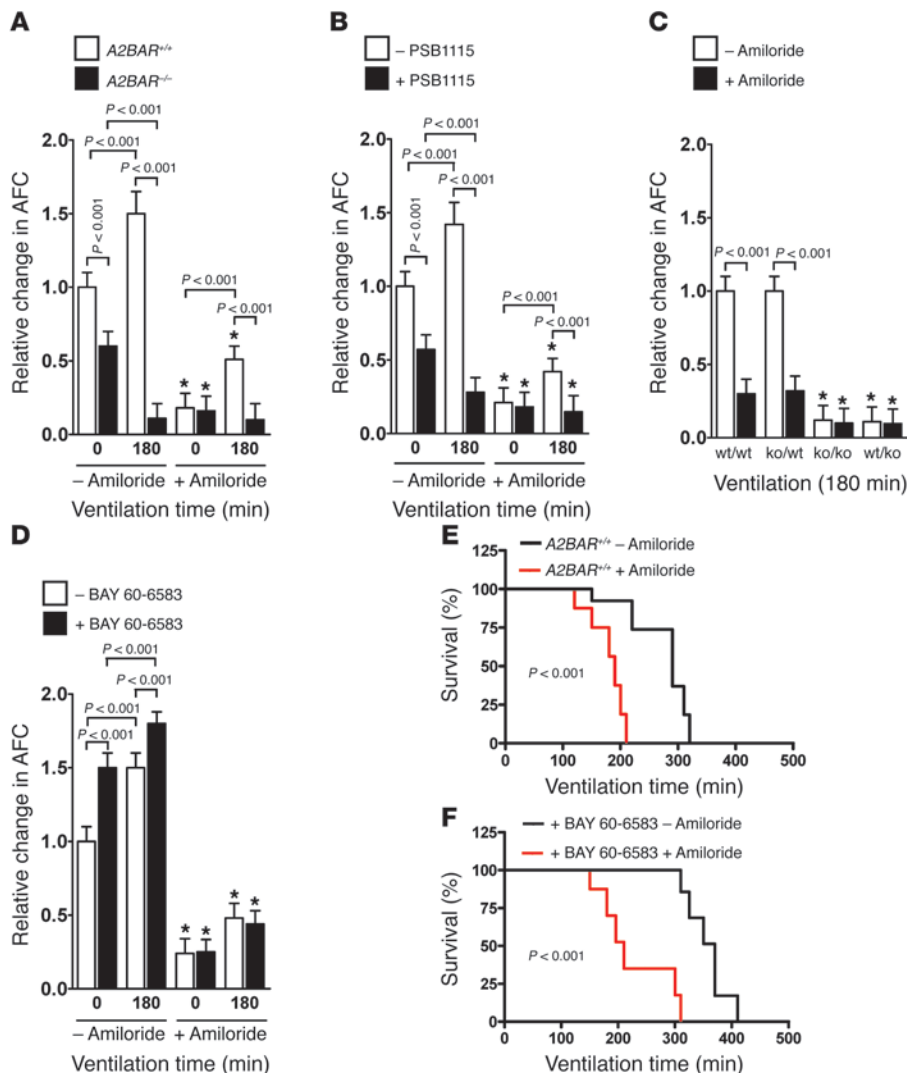 A
A2BAR+/+
A2BAR–/–
P < 0.001
P < 0.001
P < 0.001
P < 0.001
P < 0.001
P < 0.001
2.0
1.5
1.0
0.5
0.0
Relative change in AFC
* * *
0 180 0 180
– Amiloride + Amiloride
Ventilation time (min)
B
– PSB1115
+ PSB1115
P < 0.001
P < 0.001
P < 0.001
P < 0.001
P < 0.001
P < 0.001
2.0
1.5
1.0
0.5
0.0
Relative change in AFC
* * * *
0 180 0 180
– Amiloride + Amiloride
Ventilation time (min)
C
– Amiloride
+ Amiloride
2.0
1.5
1.0
0.5
0.0
Relative change in AFC
P < 0.001 P < 0.001
* * * *
wt/wt ko/wt ko/ko wt/ko
Ventilation (180 min)
D
– BAY 60-6583
+ BAY 60-6583
P < 0.001
P < 0.001
P < 0.001
P < 0.001
2.0
1.5
1.0
0.5
0.0
Relative change in AFC
* * * *
0 180 0 180
– Amiloride + Amiloride
Ventilation time (min)
E
A2BAR+/+ – Amiloride
A2BAR+/+ + Amiloride
125
100
75
50
25
0
Survival (%)
P < 0.001
0 100 200 300 400 500
Ventilation time (min)
F
+ BAY 60-6583 – Amiloride
+ BAY 60-6583 + Amiloride
125
100
75
50
25
0
Survival (%)
P < 0.001
0 100 200 300 400 500
Ventilation time (min)